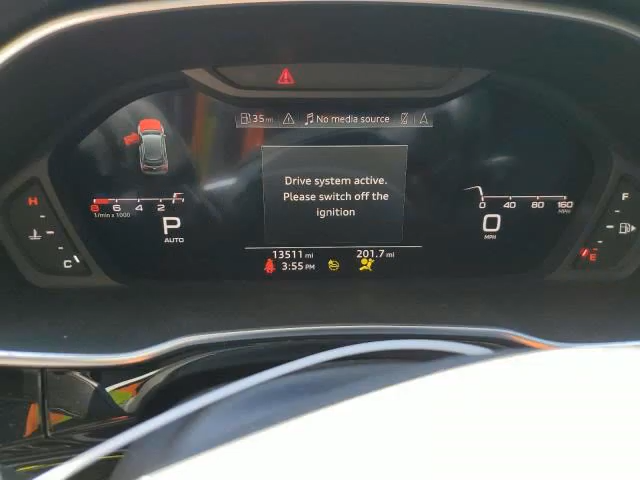 35 mi No media source
Drive system active.
Please switch off the
ignition
H
C
8 6 4 2
1/min x 1000
P
AUTO
0 40 80 120 160
MPH
0
MPH
F
E
13511 mi 201.7 mi
3:55 PM